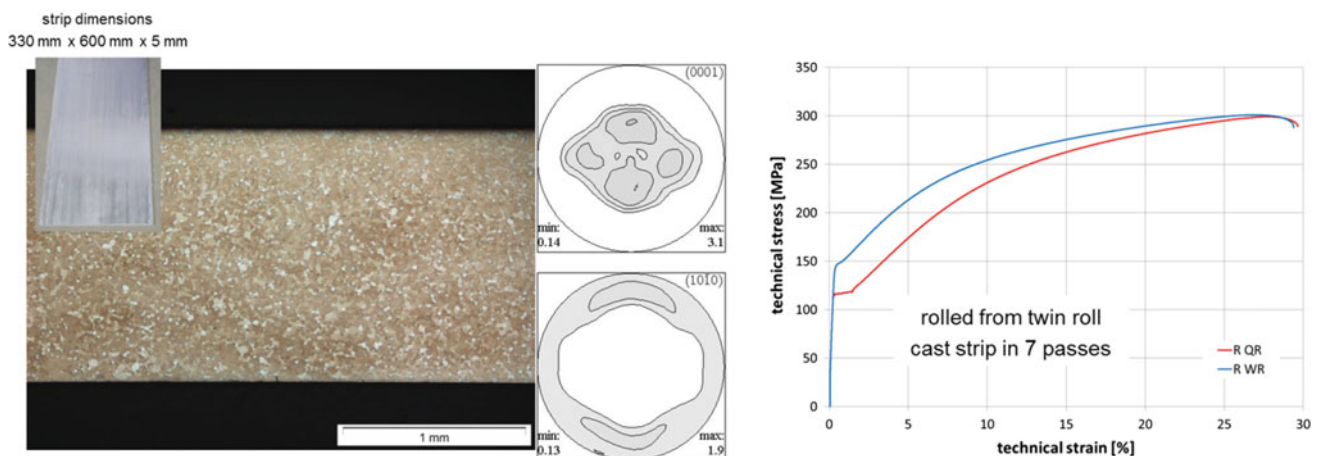 strip dimensions
330 mm x 600 mm x 5 mm
1 mm
(0001)
min:
0.14
max:
3.1
(101̄0)
min:
0.13
max:
1.9
technical stress [MPa]
350
300
250
200
150
100
50
0
rolled from twin roll
cast strip in 7 passes
R QR
R WR
0 5 10 15 20 25 30
technical strain [%]